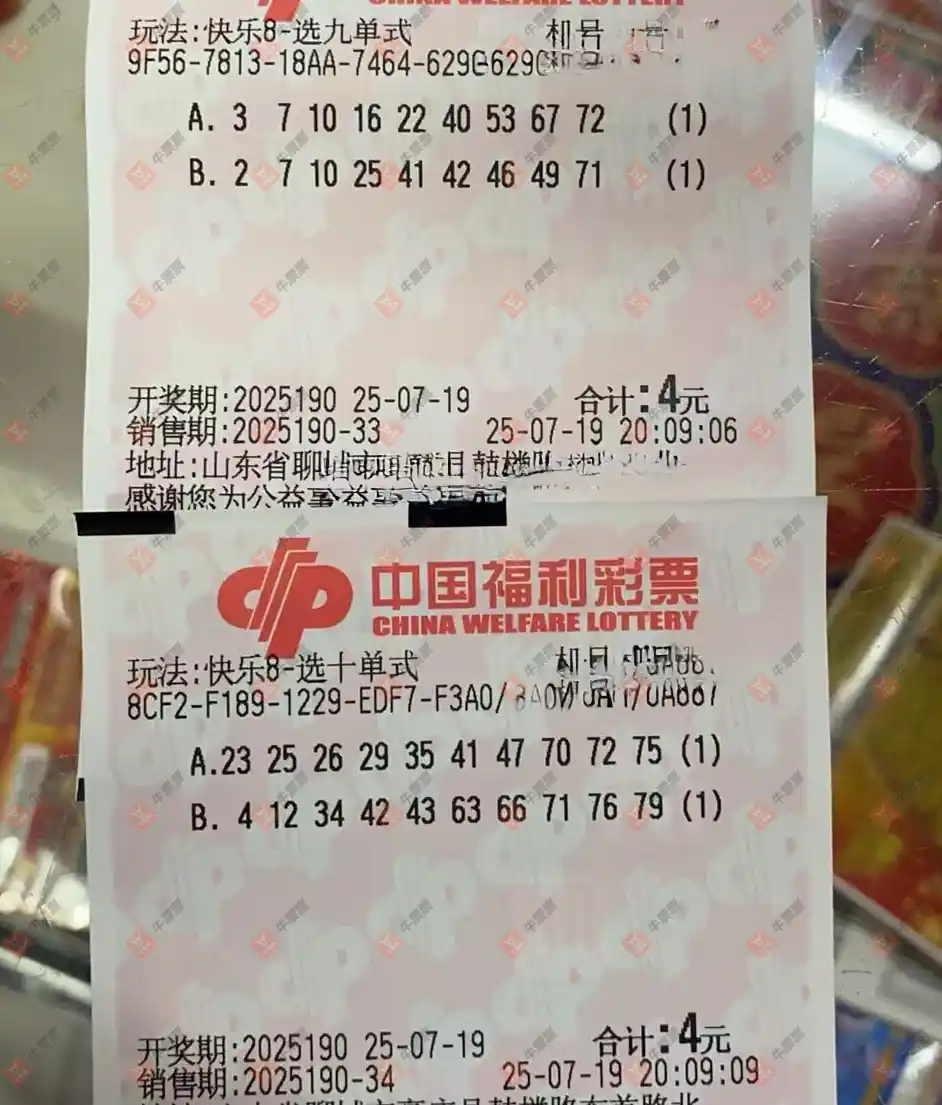 CHINA WELFARE LOTTERY
玩法:快乐8-选九单式 机号
9F56-7813-18AA-7464-6290
A. 3 7 10 16 22 40 53 67 72 (1)
B. 2 7 10 25 41 42 46 49 71 (1)
开奖期:2025190 25-07-19 合计:4元
销售期:2025190-33 25-07-19 20:09:06
地址:山东省聊城市
感谢您为公益事
中国福利彩票
CHINA WELFARE LOTTERY
玩法:快乐8-选十单式 机号
8CF2-F189-1229-EDF7-F3A0/
A.23 25 26 29 35 41 47 70 72 75 (1)
B. 4 12 34 42 43 63 66 71 76 79 (1)
开奖期:2025190 25-07-19 合计:4元
销售期:2025190-34 25-07-19 20:09:09
牛票票